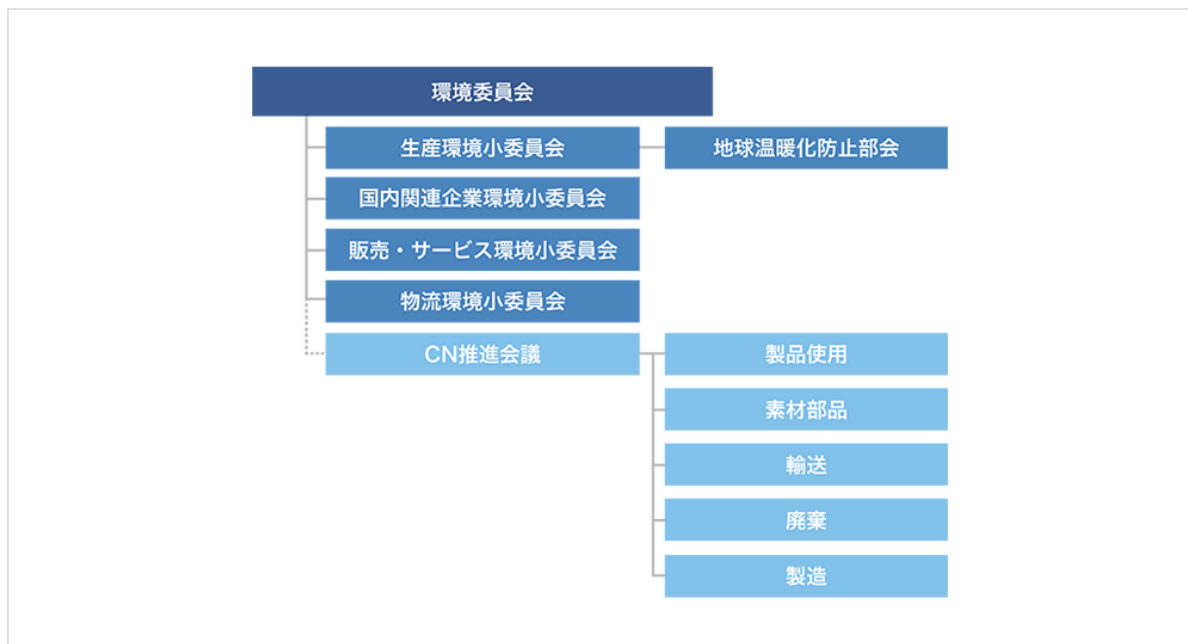 環境委員会
生産環境小委員会
地球温暖化防止部会
国内関連企業環境小委員会
販売・サービス環境小委員会
物流環境小委員会
CN推進会議
製品使用
素材部品
輸送
廃棄
製造